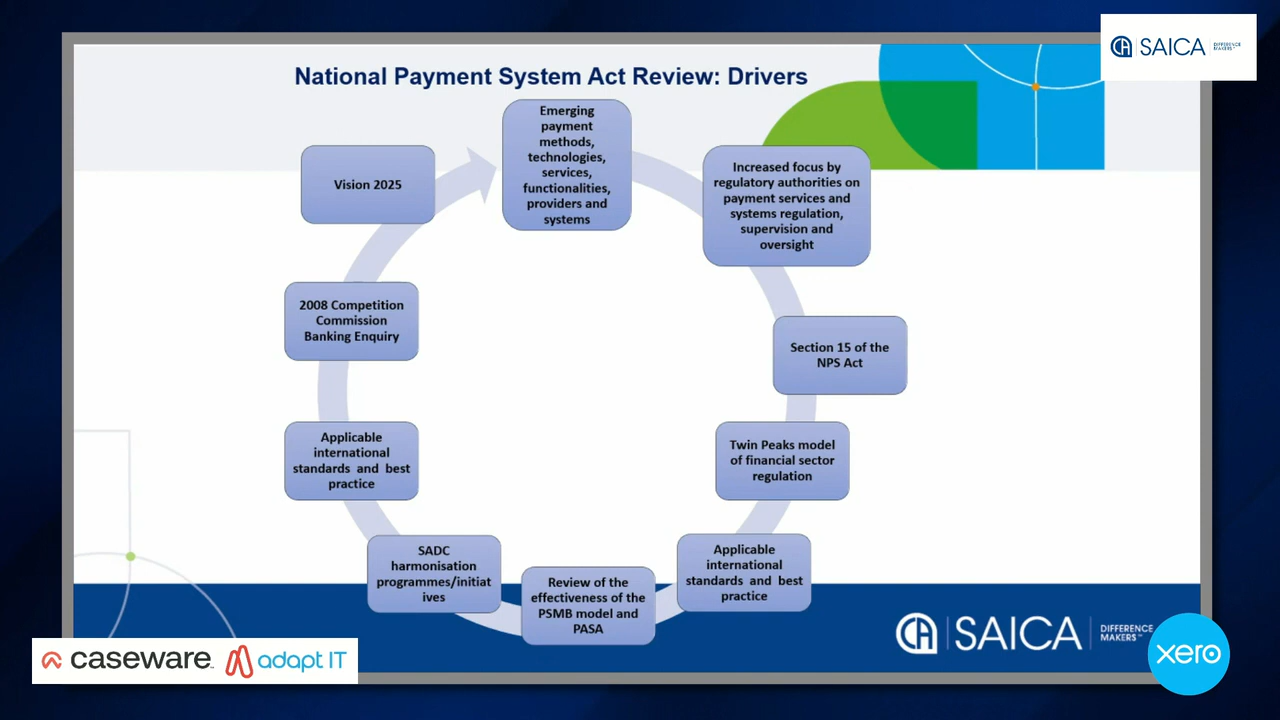 SAICA DIFFERENCE MAKERS
National Payment System Act Review: Drivers
Emerging
payment
methods,
technologies,
services,
functionalities,
providers and
systems
Increased focus by
regulatory authorities on
payment services and
systems regulation,
supervision and
oversight
Section 15 of the
NPS Act
Twin Peaks model
of financial sector
regulation
Applicable
international
standards and best
practice
Review of the
effectiveness of the
PSMB model and
PASA
SADC
harmonisation
programmes/initiat
ives
Applicable
international
standards and best
practice
2008 Competition
Commission
Banking Enquiry
Vision 2025
SAICA DIFFERENCE
MAKERS
caseware
adapt IT
xero